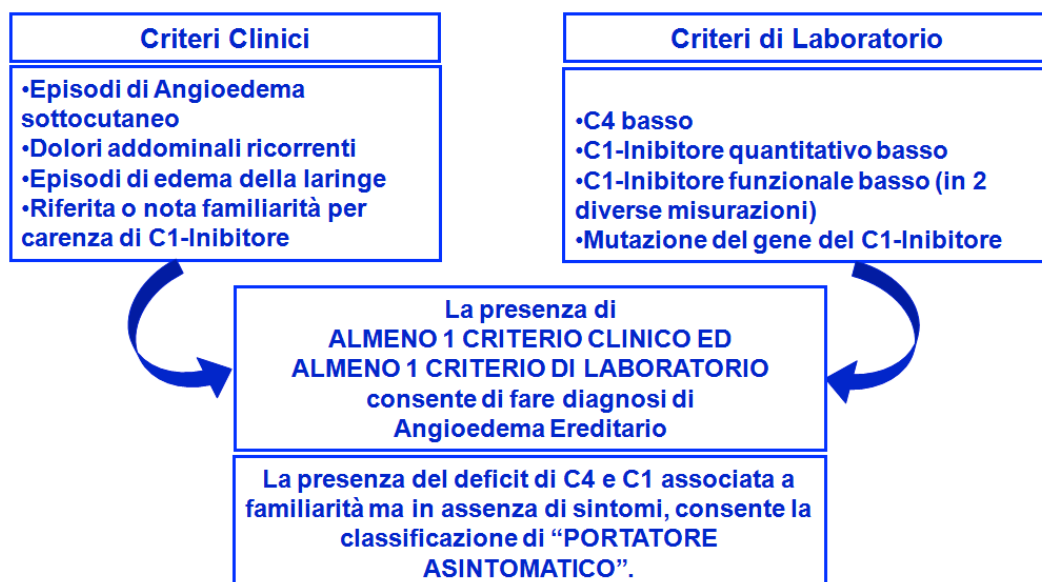 Criteri Clinici
•Episodi di Angioedema
sottocutaneo
•Dolori addominali ricorrenti
•Episodi di edema della laringe
•Riferita o nota familiarità per
carenza di C1-Inibitore
Criteri di Laboratorio
•C4 basso
•C1-Inibitore quantitativo basso
•C1-Inibitore funzionale basso (in 2
diverse misurazioni)
•Mutazione del gene del C1-Inibitore
La presenza di
ALMENO 1 CRITERIO CLINICO ED
ALMENO 1 CRITERIO DI LABORATORIO
consente di fare diagnosi di
Angioedema Ereditario
La presenza del deficit di C4 e C1 associata a
familiarità ma in assenza di sintomi, consente la
classificazione di “PORTATORE
ASINTOMATICO”.